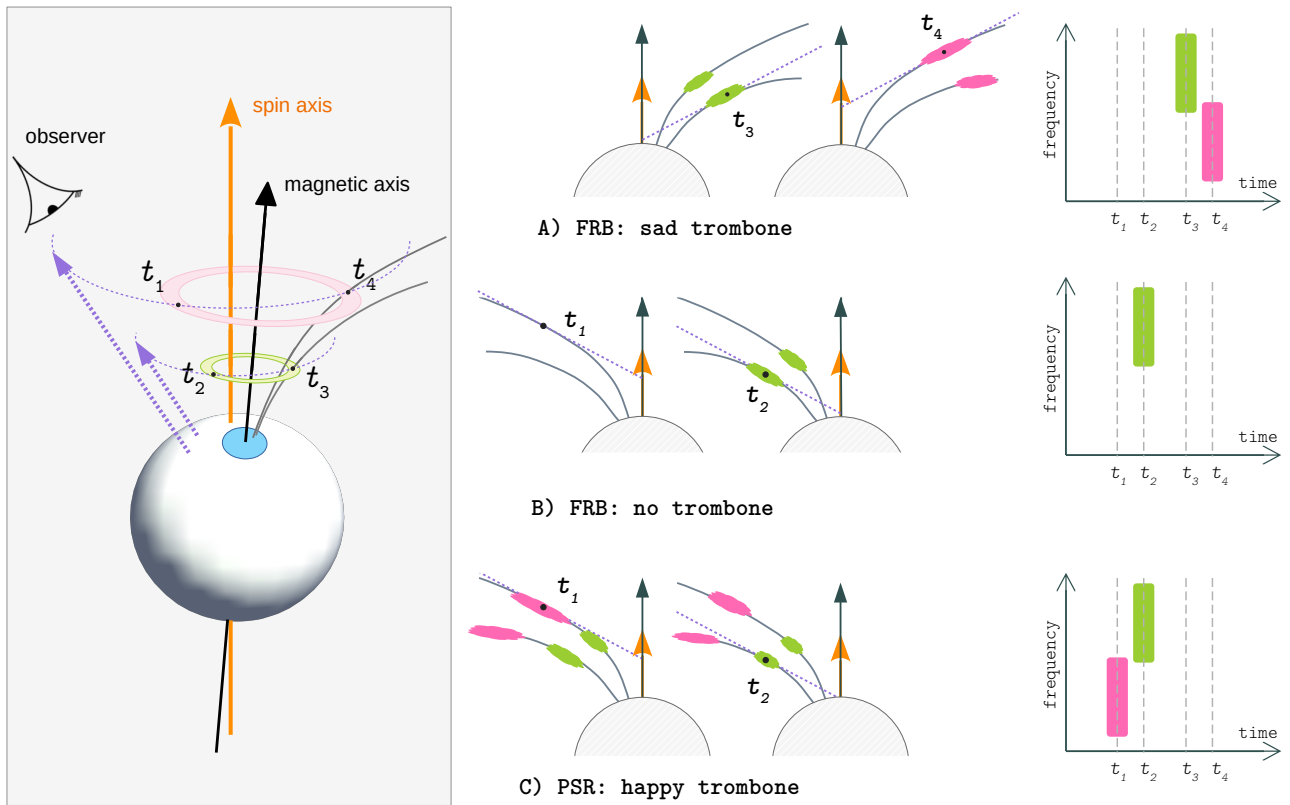 observer
spin axis
magnetic axis
t1
t4
t2
t3
t3
t4
A) FRB: sad trombone
frequency
time
t1 t2 t3 t4
t1
t2
B) FRB: no trombone
frequency
time
t1 t2 t3 t4
t1
t2
C) PSR: happy trombone
frequency
time
t1 t2 t3 t4